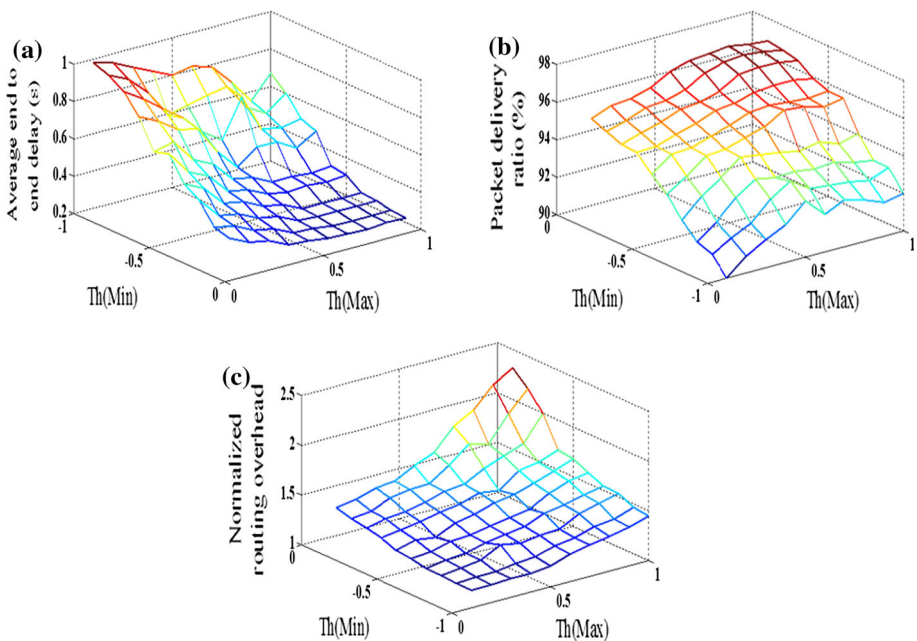 (a)
Average end to
end delay (s)
1
0.8
0.6
0.4
0.2
-1
-0.5
0
0
0.5
1
Th(Min)
Th(Max)
(b)
Packet delivery
ratio (%)
98
96
94
92
90
0
-0.5
-1
0
0.5
1
Th(Min)
Th(Max)
(c)
Normalized
routing overhead
2.5
2
1.5
1
0
-0.5
-1
0
0.5
1
Th(Min)
Th(Max)